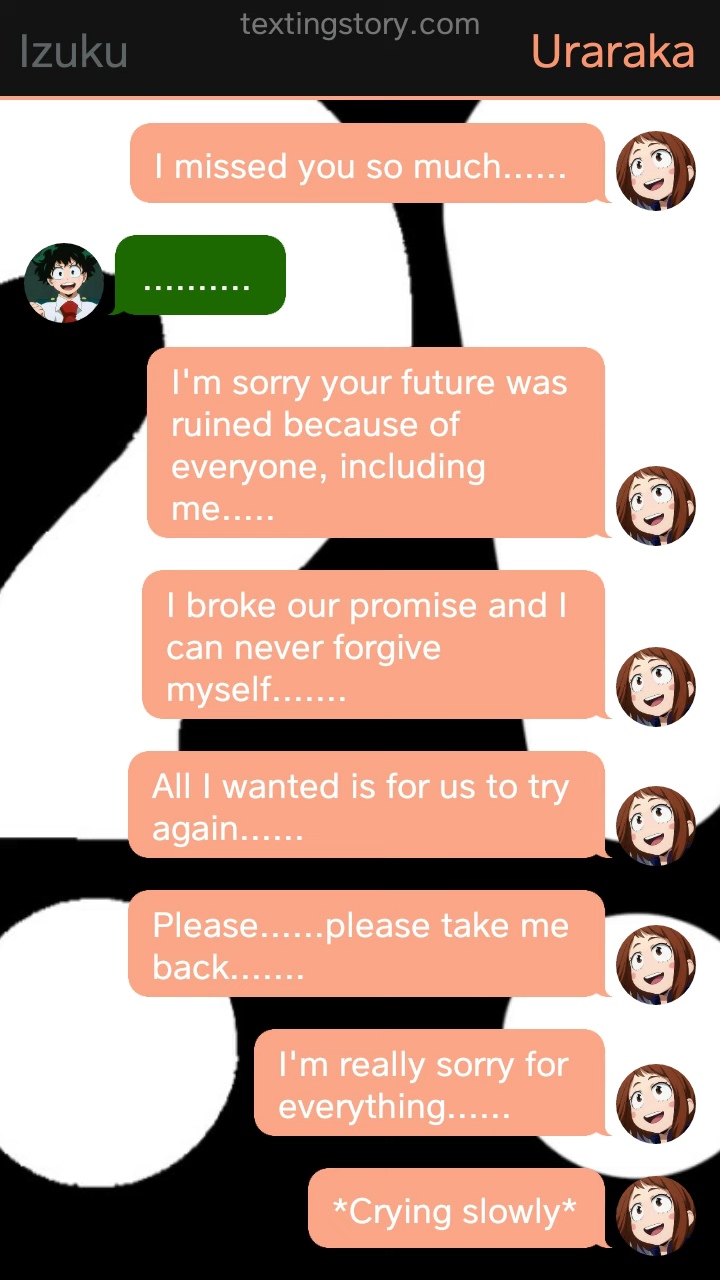 textingstory.com
Izuku
Uraraka
I missed you so much......
..........
I'm sorry your future was
ruined because of
everyone, including
me.....
I broke our promise and I
can never forgive
myself.......
All I wanted is for us to try
again......
Please......please take me
back.......
I'm really sorry for
everything......
*Crying slowly*